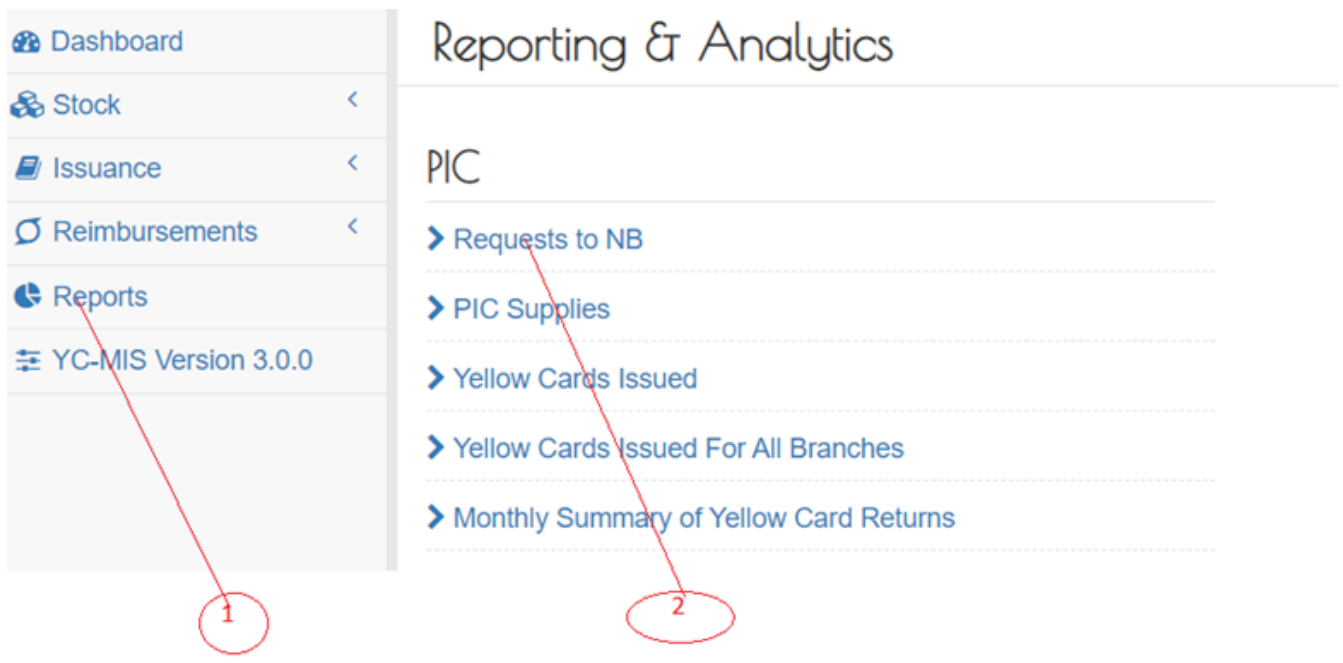 Dashboard
Stock
Issuance
Reimbursements
Reports
YC-MIS Version 3.0.0
Reporting & Analytics
PIC
Requests to NB
PIC Supplies
Yellow Cards Issued
Yellow Cards Issued For All Branches
Monthly Summary of Yellow Card Returns
1
2